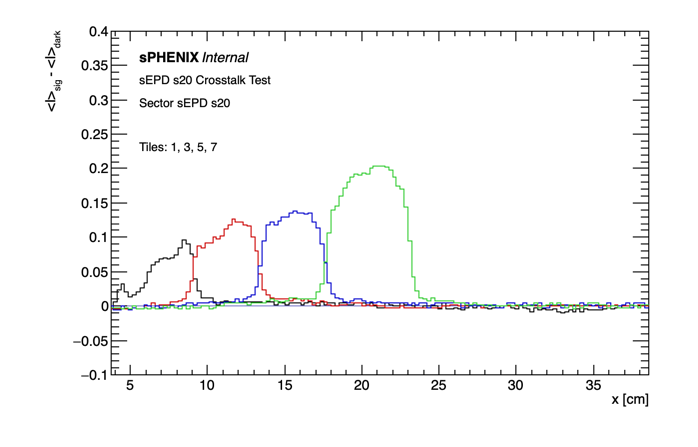 <I>sig - <I>dark
0.4
0.35
0.3
0.25
0.2
0.15
0.1
0.05
0
−0.05
−0.1
sPHENIX Internal
sEPD s20 Crosstalk Test
Sector sEPD s20
Tiles: 1, 3, 5, 7
5 10 15 20 25 30 35
x [cm]